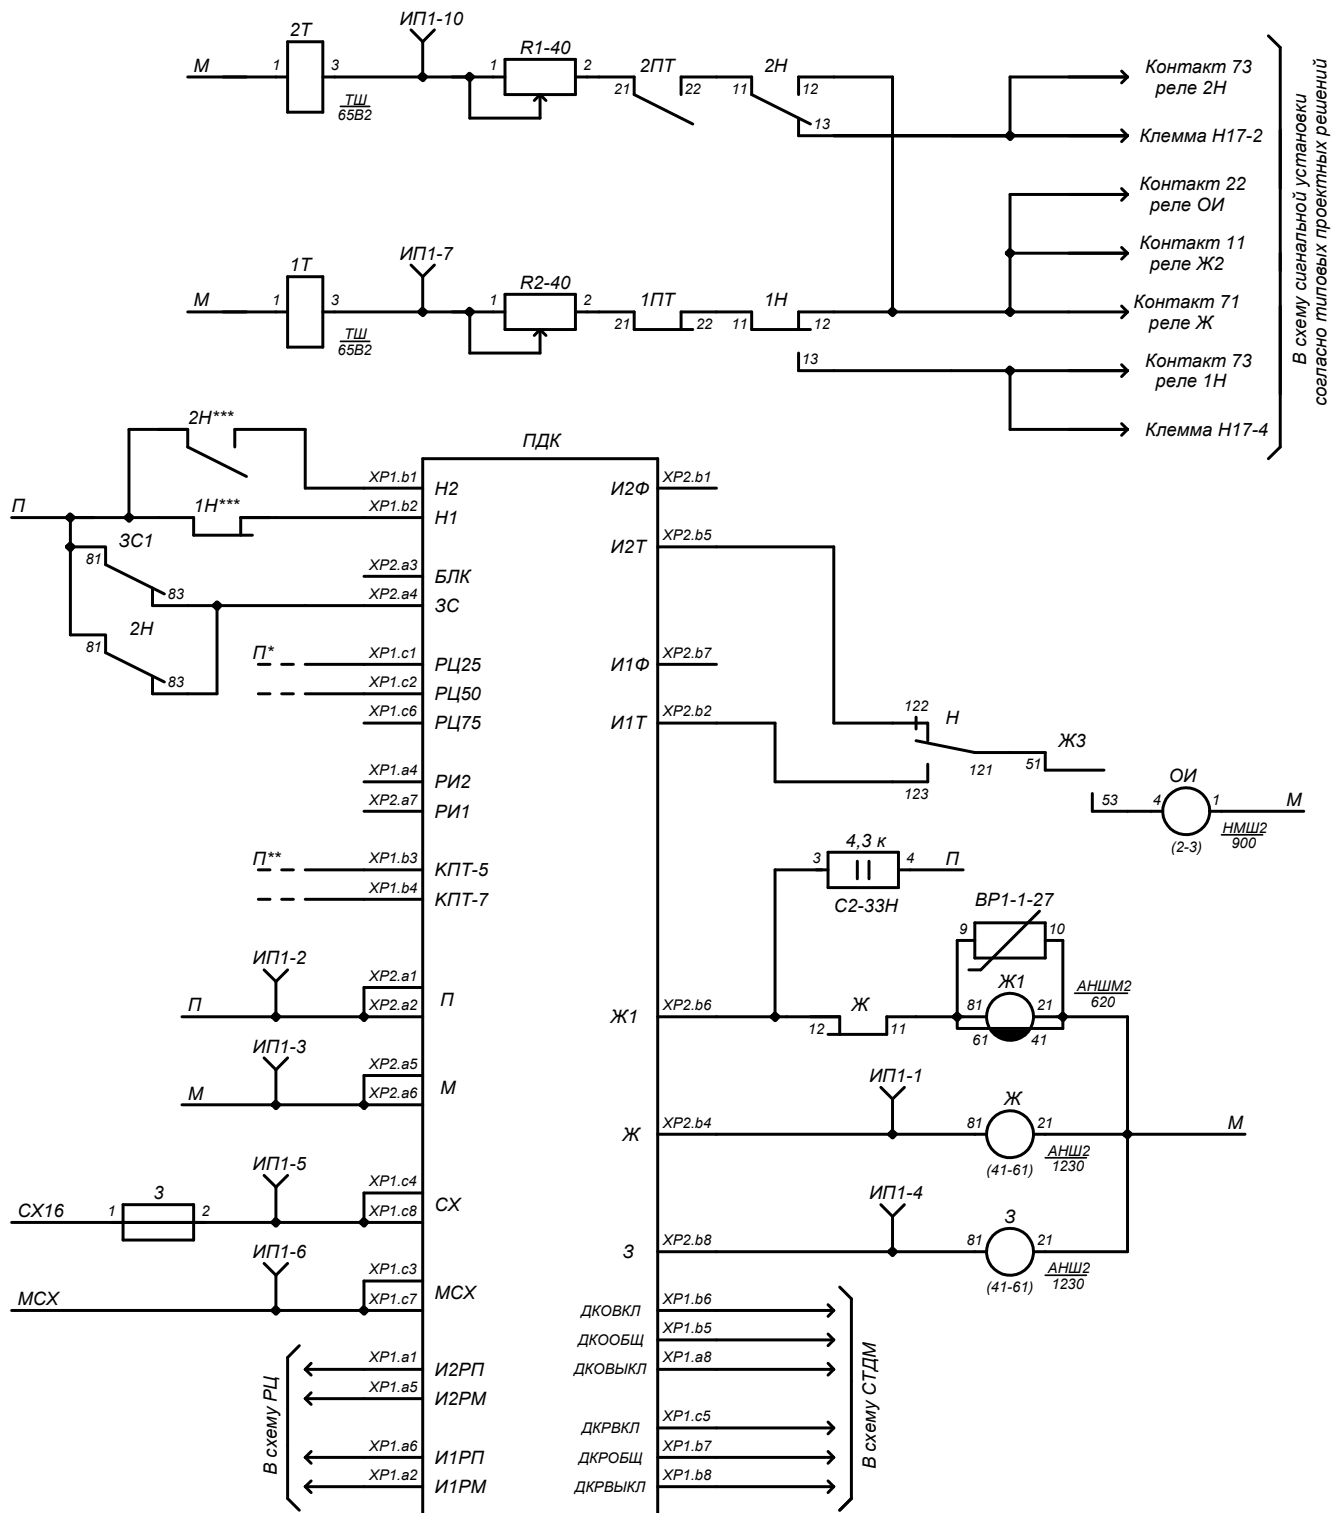 ИП1-10
2Т
М 1 3
ТШ
65В2
R1-40
1 2
2ПТ
21 22
2Н
11 12
13
Контакт 73
реле 2Н
Клемма Н17-2
Контакт 22
реле ОИ
Контакт 11
реле Ж2
Контакт 71
реле Ж
Контакт 73
реле 1Н
Клемма Н17-4
В схему сигнальной установки
согласно типовых проектных решений
ИП1-7
1Т
М 1 3
ТШ
65В2
R2-40
1 2
1ПТ
21 22
1Н
11 12
13
2Н***
П
1Н***
ЗС1
81
83
2Н
81
83
ПДК
XP1.b1 Н2
XP1.b2 Н1
XP2.a3 БЛК
XP2.a4 ЗС
П* XP1.c1 РЦ25
XP1.c2 РЦ50
XP1.c6 РЦ75
XP1.a4 РИ2
XP2.a7 РИ1
П** XP1.b3 КПТ-5
XP1.b4 КПТ-7
ИП1-2
П
XP2.a1
XP2.a2
П
ИП1-3
М
XP2.a5
XP2.a6
М
ИП1-5
СХ16 1 3 2
XP1.c4
XP1.c8
СХ
ИП1-6
МСХ
XP1.c3
XP1.c7
МСХ
В схему РЦ
XP1.a1 И2РП
XP1.a5 И2РМ
XP1.a6 И1РП
XP1.a2 И1РМ
И2Ф XP2.b1
И2Т XP2.b5
И1Ф XP2.b7
И1Т XP2.b2
122 Н
121
123
Ж3
51
53 4
ОИ
1 М
(2-3)
НМШ2
900
4,3 к
3 4 П
С2-33Н
ВР1-1-27
9 10
Ж1 XP2.b6
Ж
12 11
Ж1
81 21
61 41
АНШМ2
620
ИП1-1
Ж XP2.b4
Ж
81 21
(41-61)
АНШ2
1230
М
ИП1-4
З XP2.b8
З
81 21
(41-61)
АНШ2
1230
ДКОВКЛ XP1.b6
ДКООБЩ XP1.b5
ДКОВЫКЛ XP1.a8
ДКРВКЛ XP1.c5
ДКРОБЩ XP1.b7
ДКРВЫКЛ XP1.b8
В схему СТДМ